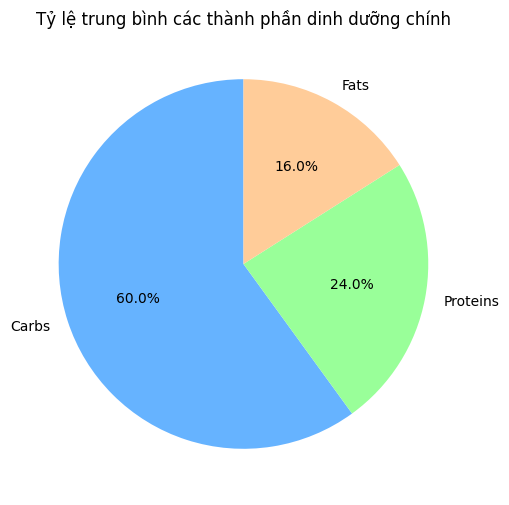 Tỷ lệ trung bình các thành phần dinh dưỡng chính
Fats
16.0%
24.0%
60.0%
Proteins
Carbs